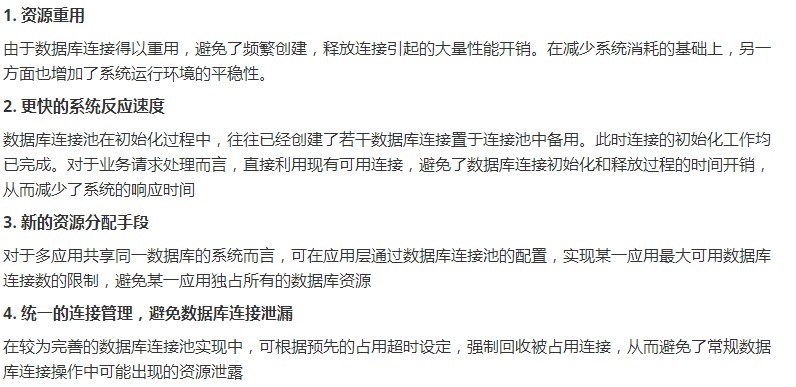 1. 资源重用
由于数据库连接得以重用，避免了频繁创建，释放连接引起的大量性能开销。在减少系统消耗的基础上，另一
方面也增加了系统运行环境的平稳性。
2. 更快的系统反应速度
数据库连接池在初始化过程中，往往已经创建了若干数据库连接置于连接池中备用。此时连接的初始化工作均
已完成。对于业务请求处理而言，直接利用现有可用连接，避免了数据库连接初始化和释放过程的时间开销，
从而减少了系统的响应时间
3. 新的资源分配手段
对于多应用共享同一数据库的系统而言，可在应用层通过数据库连接池的配置，实现某一应用最大可用数据库
连接数的限制，避免某一应用独占所有的数据库资源
4. 统一的连接管理，避免数据库连接泄漏
在较为完善的数据库连接池实现中，可根据预先的占用超时设定，强制回收被占用连接，从而避免了常规数据
库连接操作中可能出现的资源泄露